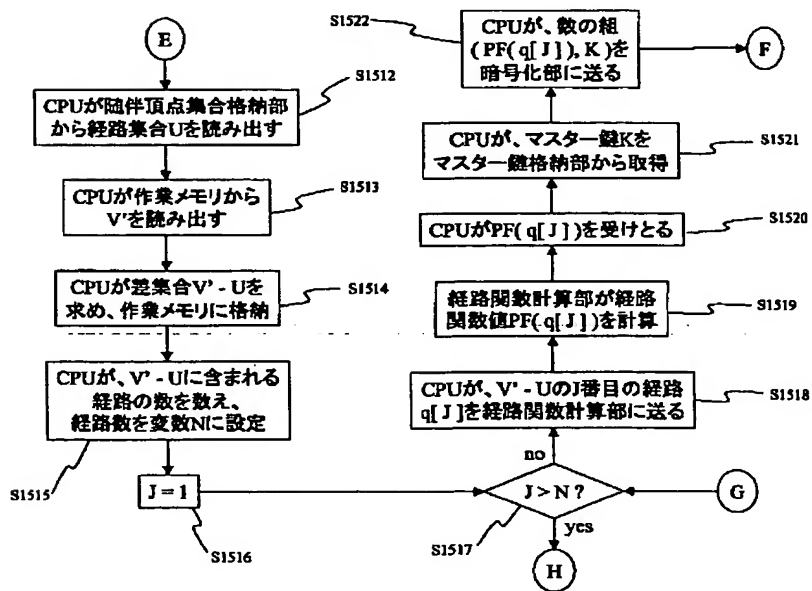 E
S1512
CPUが随伴頂点集合格納部
から経路集合Uを読み出す
S1513
CPUが作業メモリから
V'を読み出す
S1514
CPUが差集合V' - Uを
求め、作業メモリに格納
CPUが、V' - Uに含まれる
経路の数を数え、
経路数を変数Nに設定
S1515
J = 1
S1516
S1522
CPUが、数の組
( PF( q[ J ] ), K )を
暗号化部に送る
F
CPUが、マスター鍵Kを
マスター鍵格納部から取得
S1521
CPUがPF( q[ J ] )を受けとる
S1520
経路関数計算部が経路
関数値PF( q[ J ] )を計算
S1519
CPUが、V' - UのJ番目の経路
q[ J ]を経路関数計算部に送る
S1518
no
J > N ?
G
yes
S1517
H